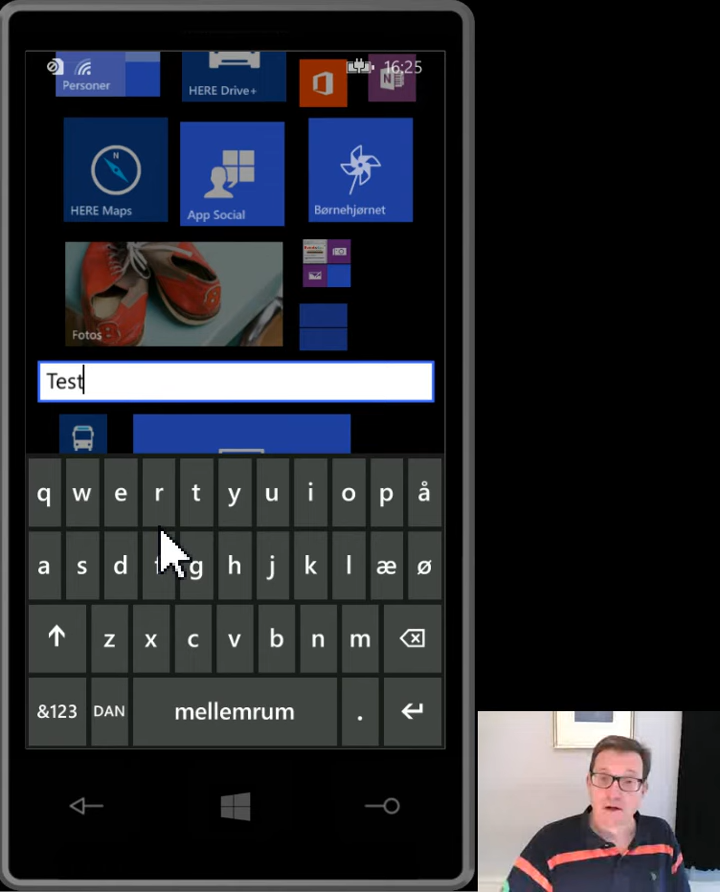 16:25
Personer
HERE Drive+
HERE Maps
App Social
Børnehjørnet
Fotos
Test
q w e r t y u i o p å
a s d g h j k l æ ø
z x c v b n m
&123 DAN mellemrum .